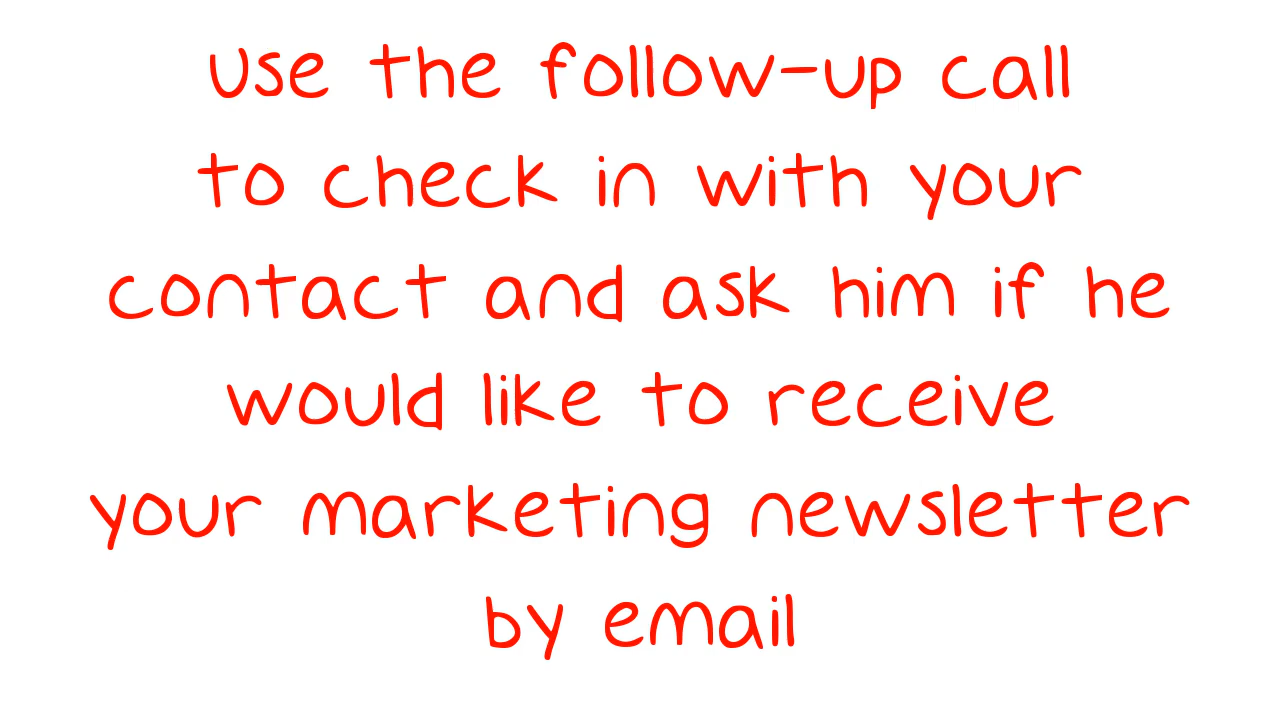 Use the follow-up call
to check in with your
contact and ask him if he
would like to receive
your marketing newsletter
by email